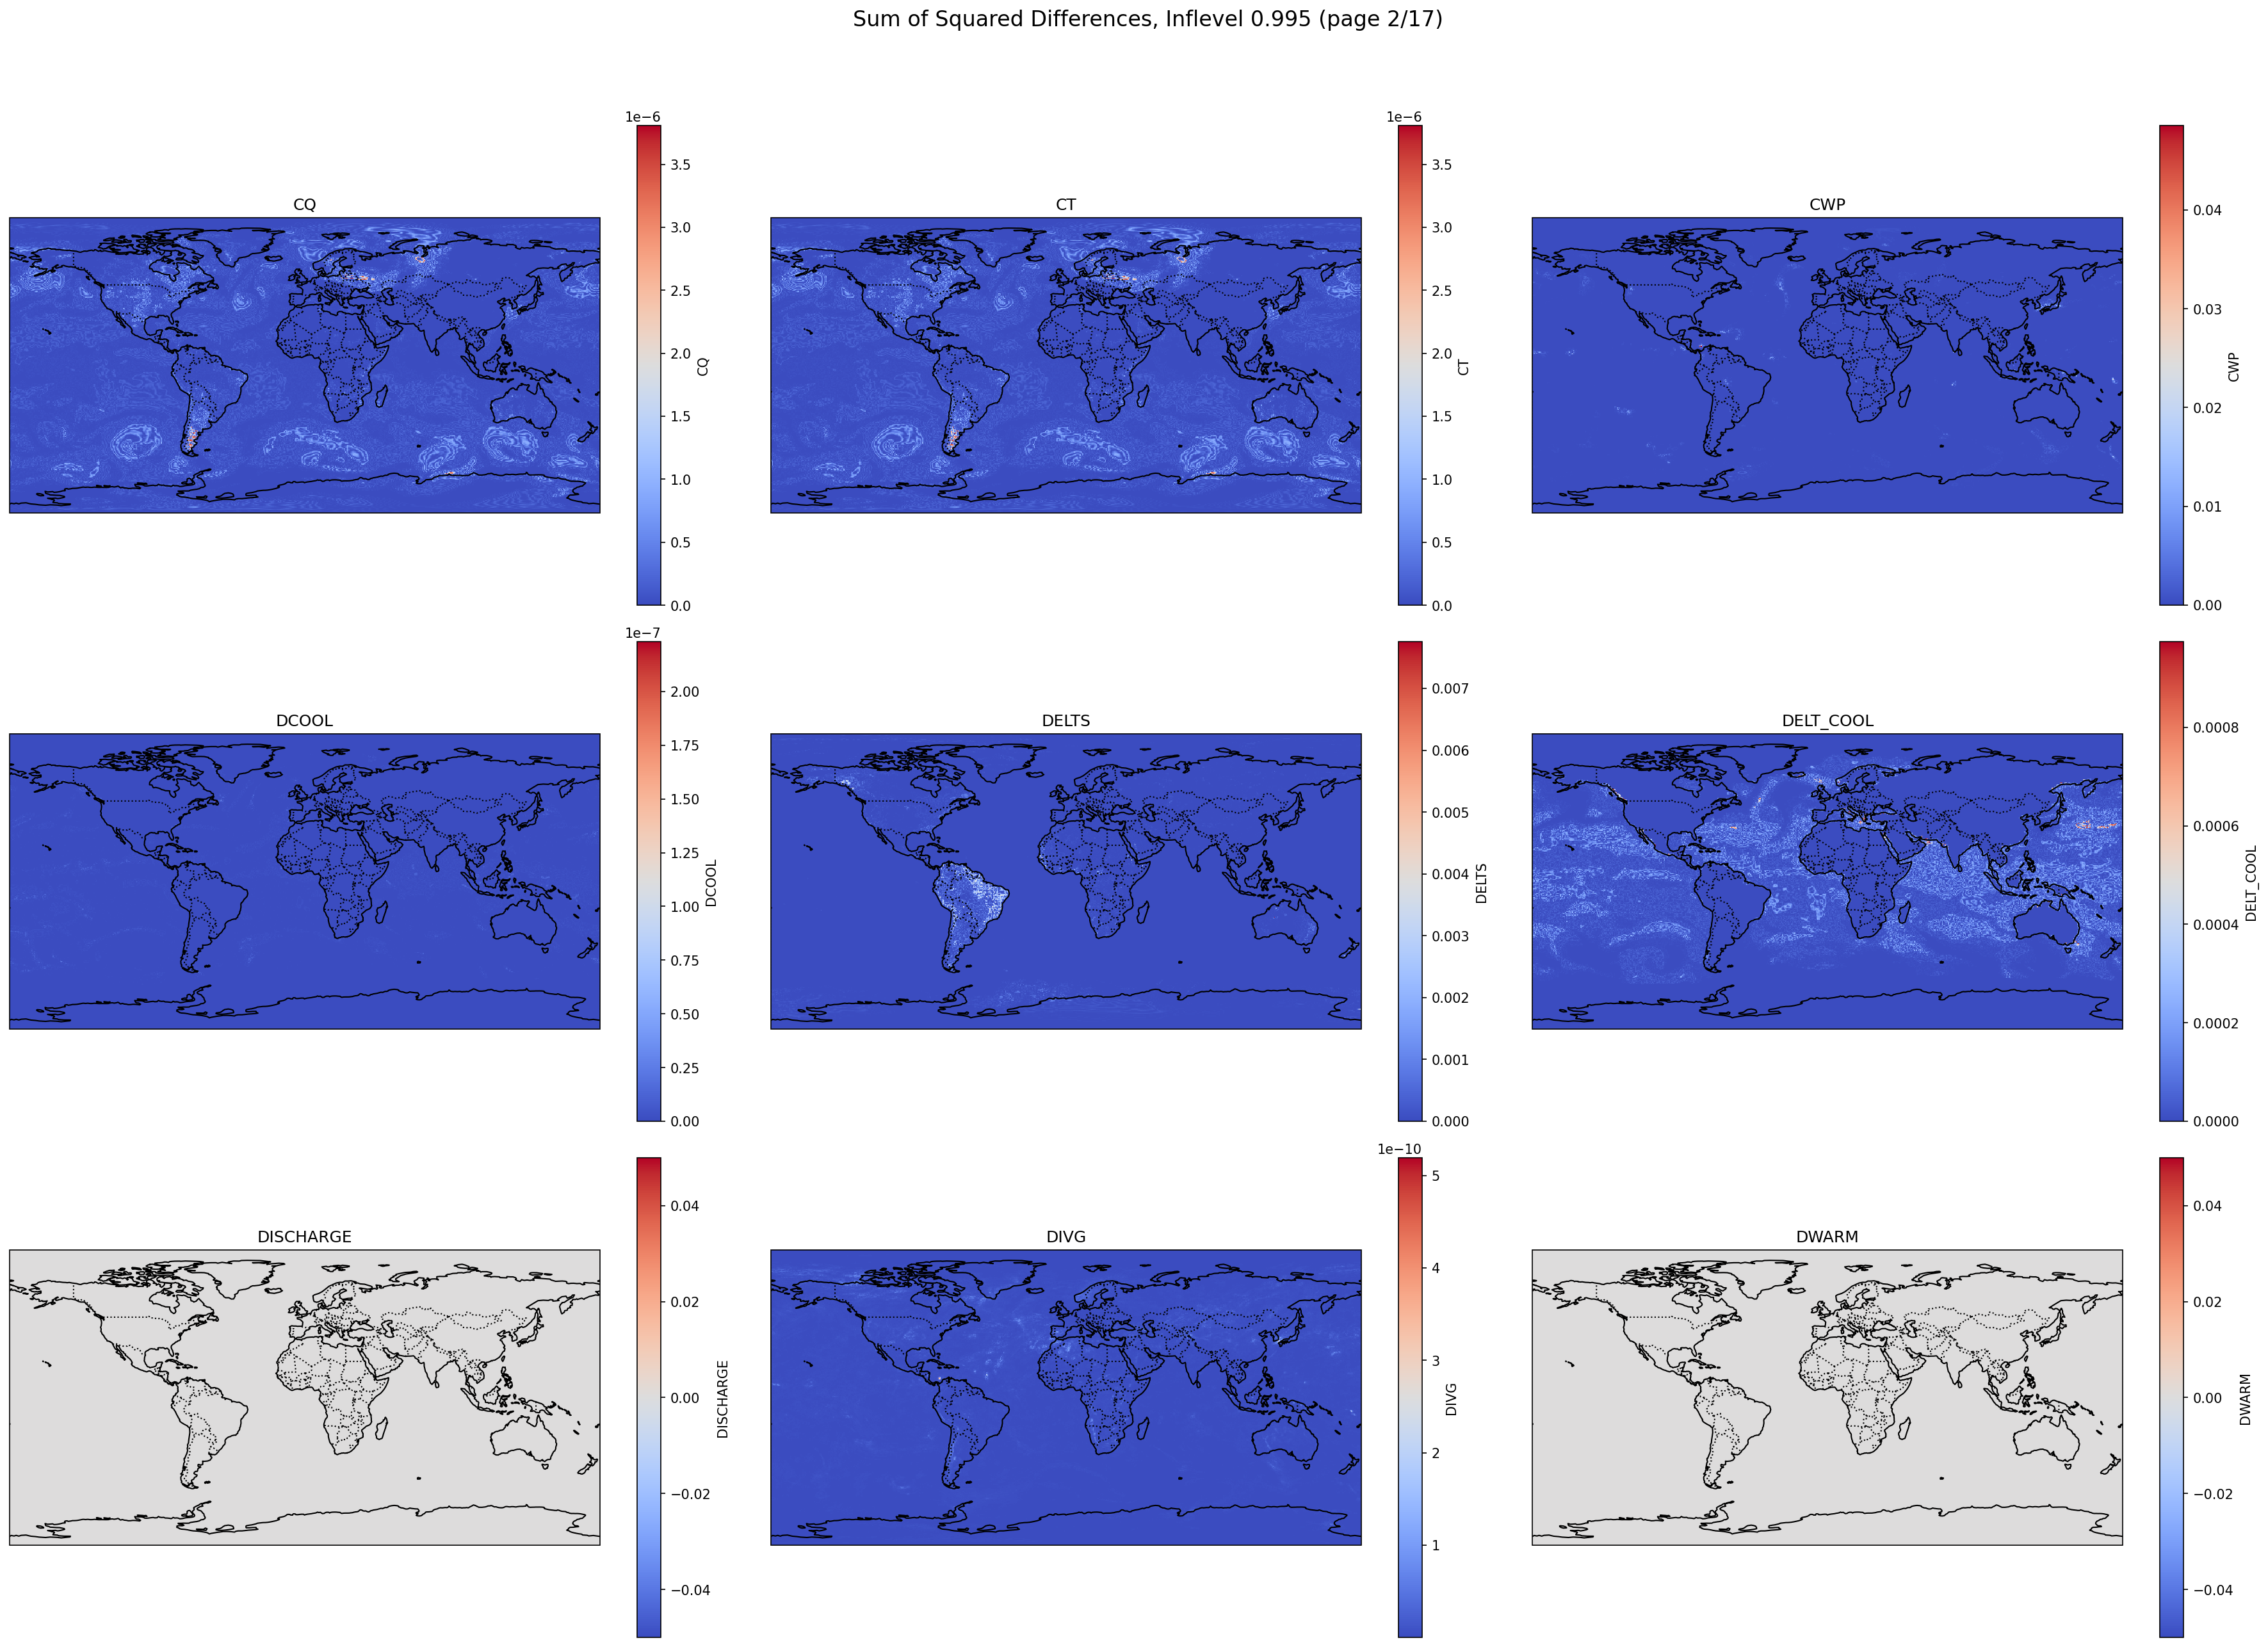 Sum of Squared Differences, Inflevel 0.995 (page 2/17)
CQ
1e−6
3.5
3.0
2.5
2.0
1.5
1.0
0.5
0.0
CQ
CT
1e−6
3.5
3.0
2.5
2.0
1.5
1.0
0.5
0.0
CT
CWP
0.04
0.03
0.02
0.01
0.00
CWP
DCOOL
1e−7
2.00
1.75
1.50
1.25
1.00
0.75
0.50
0.25
0.00
DCOOL
DELTS
0.007
0.006
0.005
0.004
0.003
0.002
0.001
0.000
DELTS
DELT_COOL
0.0008
0.0006
0.0004
0.0002
0.0000
DELT_COOL
DISCHARGE
0.04
0.02
0.00
−0.02
−0.04
DISCHARGE
DIVG
1e−10
5
4
3
2
1
DIVG
DWARM
0.04
0.02
0.00
−0.02
−0.04
DWARM